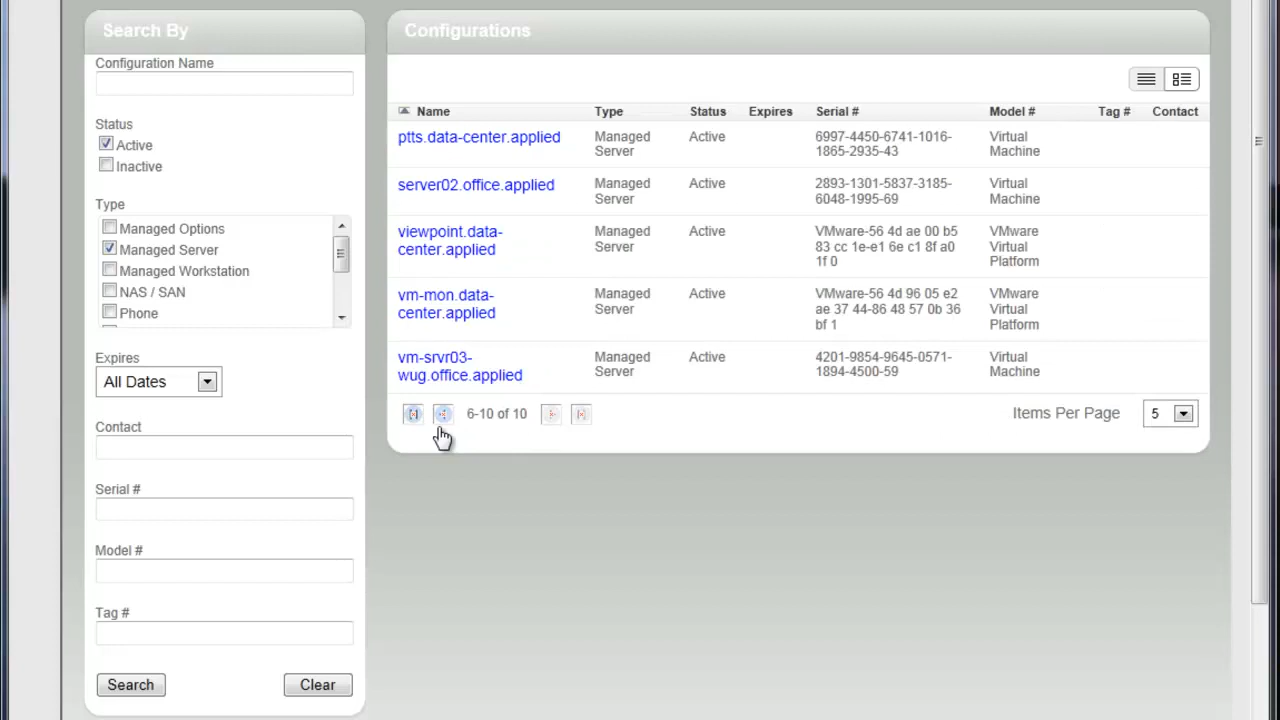 Search By
Configuration Name
Status
Active
Inactive
Type
Managed Options
Managed Server
Managed Workstation
NAS / SAN
Phone
Expires
All Dates
Contact
Serial #
Model #
Tag #
Search Clear
Configurations
Name Type Status Expires Serial # Model # Tag # Contact
ptts.data-center.applied Managed Server Active 6997-4450-6741-1016-
1865-2935-43 Virtual Machine
server02.office.applied Managed Server Active 2893-1301-5837-3185-
6048-1995-69 Virtual Machine
viewpoint.data-
center.applied Managed Server Active VMware-56 4d ae 00 b5
83 cc 1e-e1 6e c1 8f a0
1f 0 VMware Virtual Platform
vm-mon.data-
center.applied Managed Server Active VMware-56 4d 96 05 e2
ae 37 44-86 48 57 0b 36
bf 1 VMware Virtual Platform
vm-srvr03-
wug.office.applied Managed Server Active 4201-9854-9645-0571-
1894-4500-59 Virtual Machine
6-10 of 10 Items Per Page 5